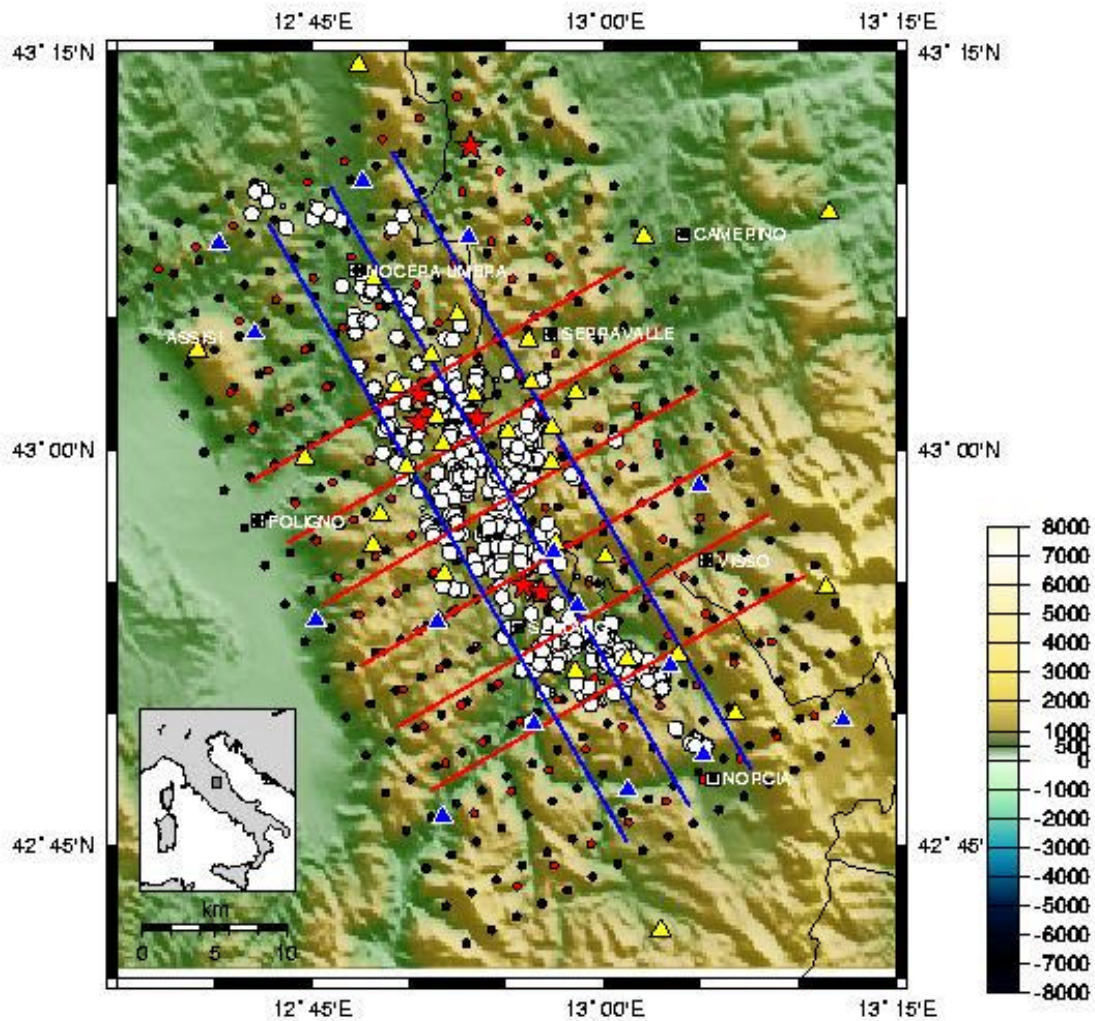 12˚ 45'E 13˚ 00'E 13˚ 15'E
43˚ 15'N 43˚ 15'N
CAMERINO
NOCERA UMBRA
ASSISI
SERRAVALLE
43˚ 00'N 43˚ 00'N
FOLIGNO
VISSO
NORCIA
42˚ 45'N 42˚ 45'
km
0 5 10
12˚ 45'E 13˚ 00'E 13˚ 15'E
8000
7000
6000
5000
4000
3000
2000
1000
500
0
-1000
-2000
-3000
-4000
-5000
-6000
-7000
-8000